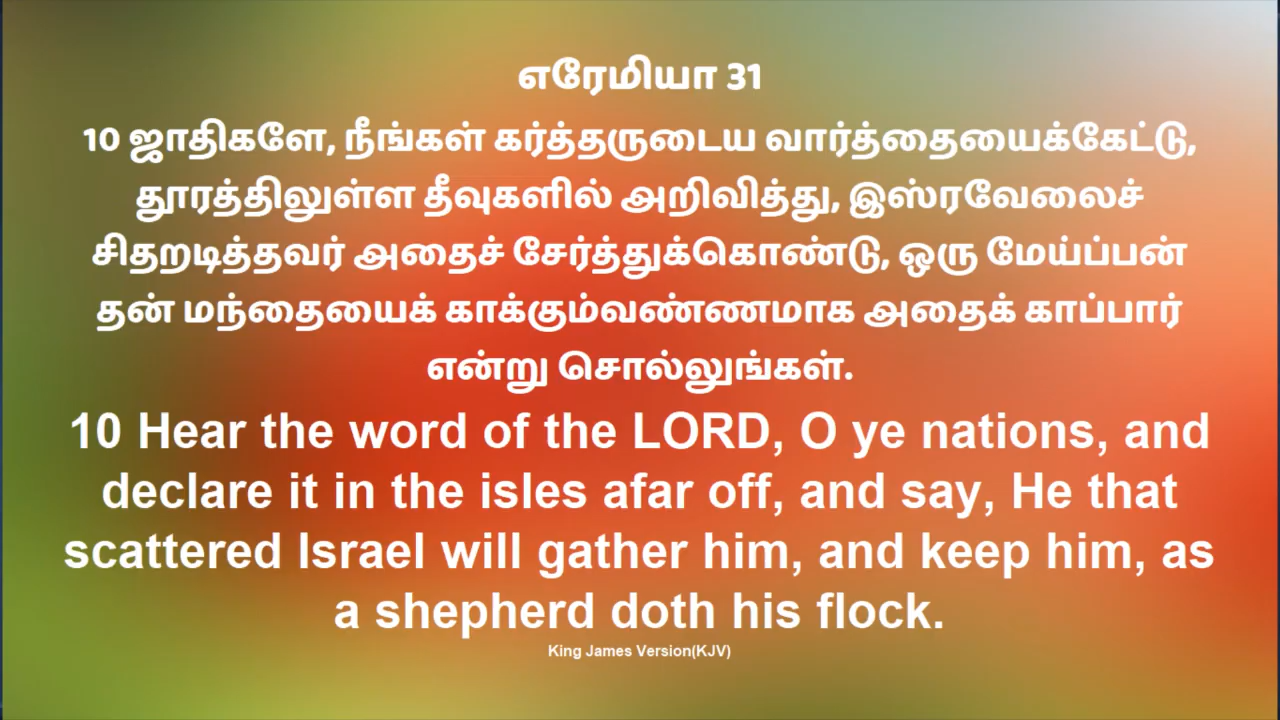 எரேமியா 31
10 ஜாதிகளே, நீங்கள் கர்த்தருடைய வார்த்தையைக்கேட்டு,
தூரத்திலுள்ள தீவுகளில் அறிவித்து, இஸ்ரவேலைச்
சிதறடித்தவர் அதைச் சேர்த்துக்கொண்டு, ஒரு மேய்ப்பன்
தன் மந்தையைக் காக்கும்வண்ணமாக அதைக் காப்பார்
என்று சொல்லுங்கள்.
10 Hear the word of the LORD, O ye nations, and
declare it in the isles afar off, and say, He that
scattered Israel will gather him, and keep him, as
a shepherd doth his flock.
King James Version(KJV)